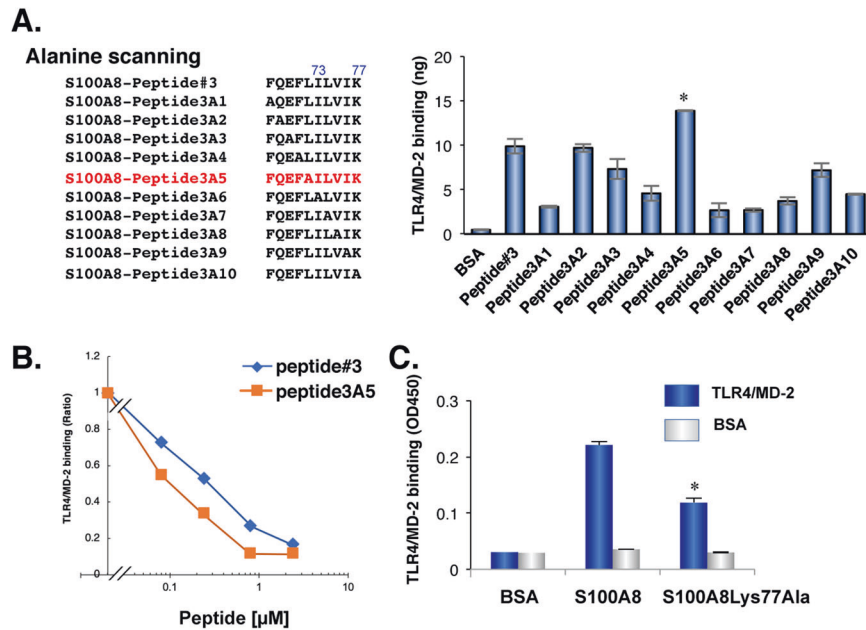 A.
Alanine scanning
73 77
S100A8-Peptide#3 FQEFLILVIK
S100A8-Peptide3A1 AQEFLILVIK
S100A8-Peptide3A2 FAEFLILVIK
S100A8-Peptide3A3 FQAFLILVIK
S100A8-Peptide3A4 FQEALILVIK
S100A8-Peptide3A5 FQEFAILVIK
S100A8-Peptide3A6 FQEFLALVIK
S100A8-Peptide3A7 FQEFLIAVIK
S100A8-Peptide3A8 FQEFLILAIK
S100A8-Peptide3A9 FQEFLILVAK
S100A8-Peptide3A10 FQEFLILVIA
TLR4/MD-2 binding (ng)
20
15
10
5
0
*
BSA
Peptide#3
Peptide3A1
Peptide3A2
Peptide3A3
Peptide3A4
Peptide3A5
Peptide3A6
Peptide3A7
Peptide3A8
Peptide3A9
Peptide3A10
B.
TLR4/MD-2 binding (Ratio)
1.2
1
0.8
0.6
0.4
0.2
0
peptide#3
peptide3A5
0.1 1 10
Peptide [µM]
C.
TLR4/MD-2 binding (OD450)
0.3
0.2
0.1
0
TLR4/MD-2
BSA
*
BSA S100A8 S100A8Lys77Ala